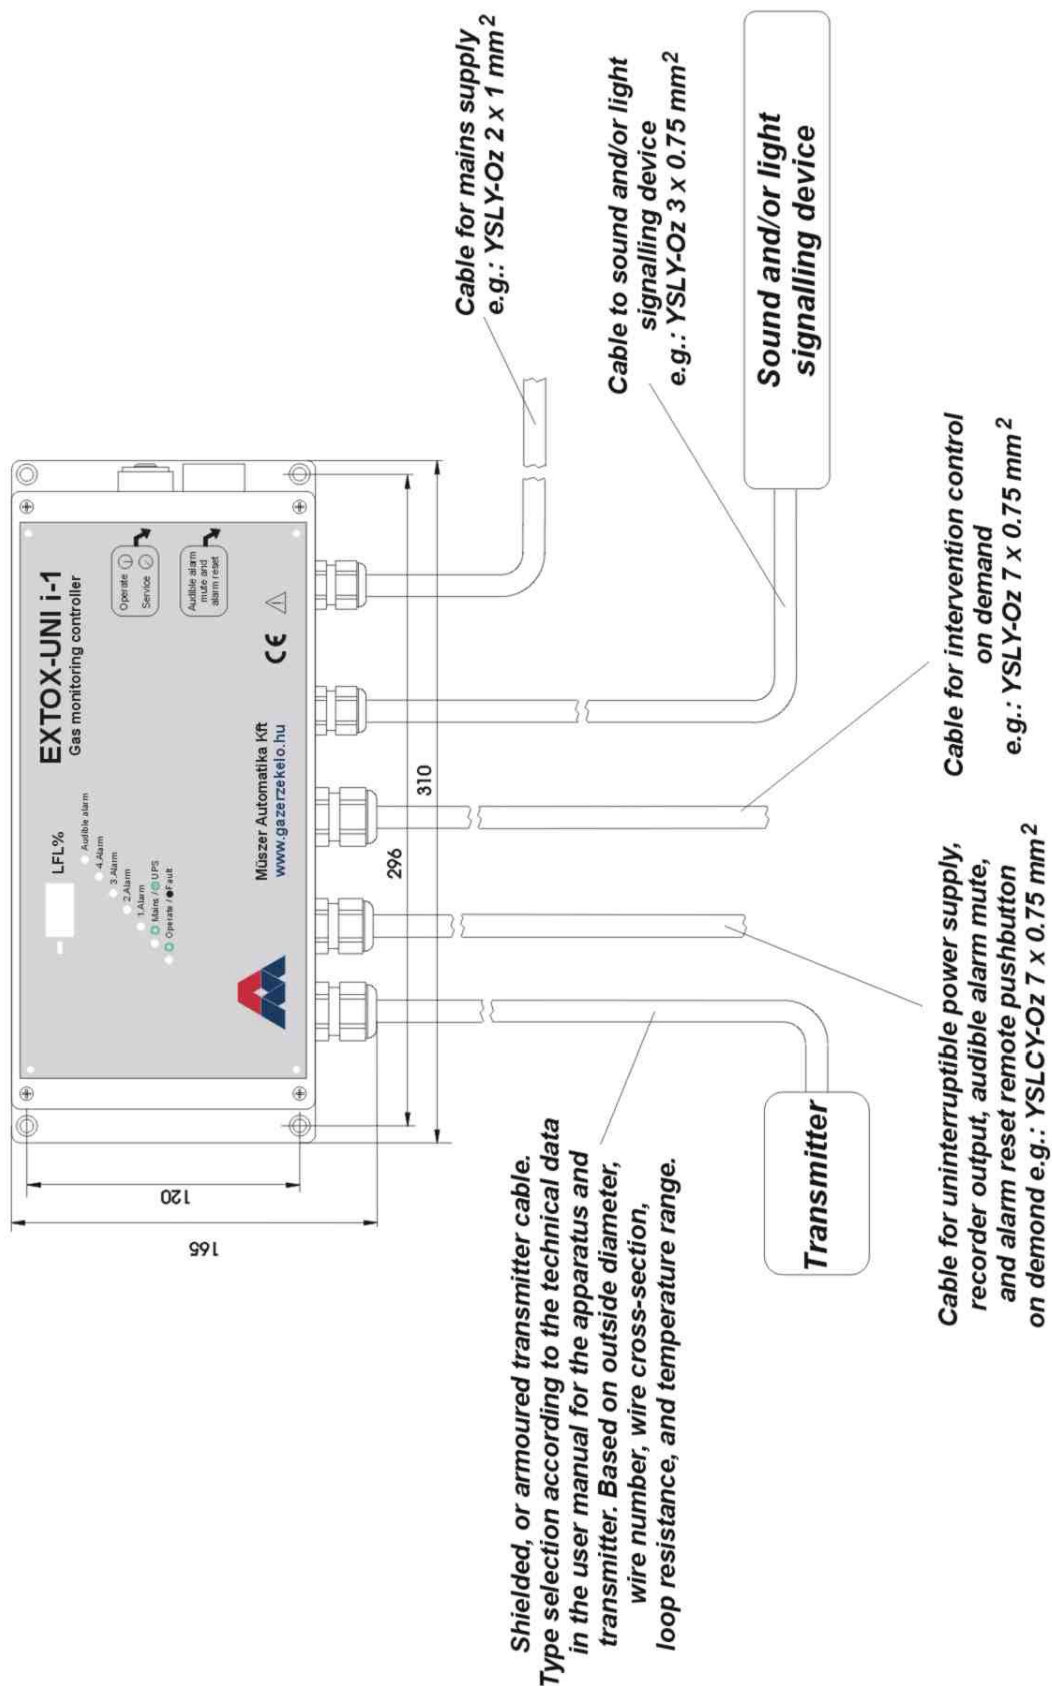 LFL%
EXTOX-UNI i-1
Gas monitoring controller
Audible alarm
4.Alarm
3.Alarm
2.Alarm
1.Alarm
Mains / UPS
Operate / Fault
Operate
Service
Audible alarm
mute and
alarm reset
Műszer Automatika Kft
www.gazerzekelo.hu
CE
120
165
296
310
Cable for mains supply
e.g.: YSLY-Oz 2 x 1 mm²
Cable to sound and/or light
signalling device
e.g.: YSLY-Oz 3 x 0.75 mm²
Sound and/or light
signalling device
Shielded, or armoured transmitter cable.
Type selection according to the technical data
in the user manual for the apparatus and
transmitter. Based on outside diameter,
wire number, wire cross-section,
loop resistance, and temperature range.
Transmitter
Cable for uninterruptible power supply,
recorder output, audible alarm mute,
and alarm reset remote pushbutton
on demond e.g.: YSLCY-Oz 7 x 0.75 mm²
Cable for intervention control
on demand
e.g.: YSLY-Oz 7 x 0.75 mm²